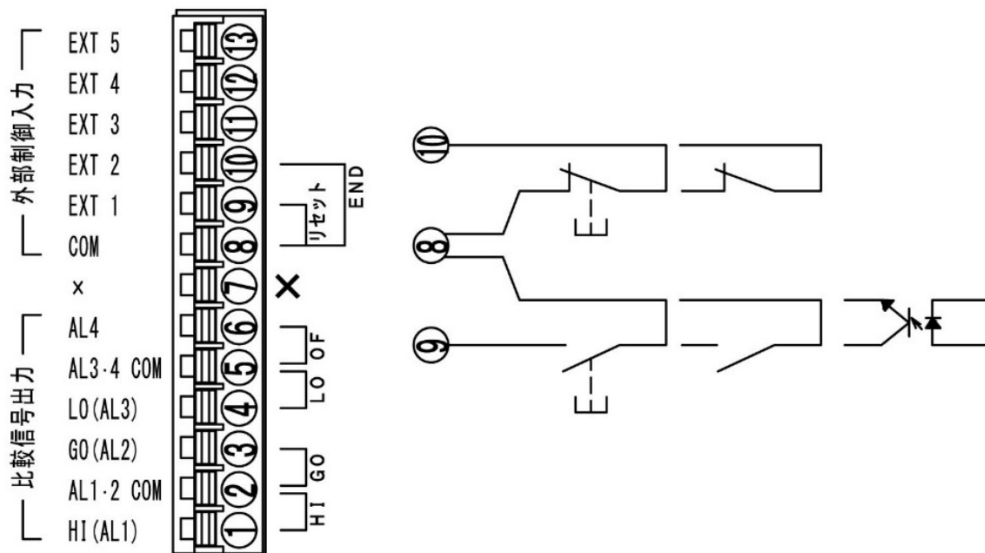 外部制御入力
EXT 5
EXT 4
EXT 3
EXT 2
EXT 1
COM
×
比較信号出力
AL4
AL3·4 COM
LO(AL3)
GO(AL2)
AL1·2 COM
HI(AL1)
13
12
11
10
9
8
7
6
5
4
3
2
1
リセット
END
×
OF
LO
GO
HI
10
8
9